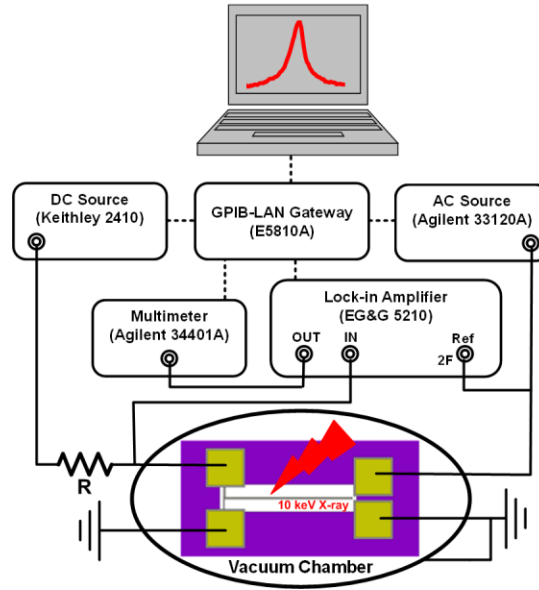 DC Source
(Keithley 2410)
GPIB-LAN Gateway
(E5810A)
AC Source
(Agilent 33120A)
Multimeter
(Agilent 34401A)
Lock-in Amplifier
(EG&G 5210)
OUT
IN
Ref
2F
R
10 keV X-ray
Vacuum Chamber